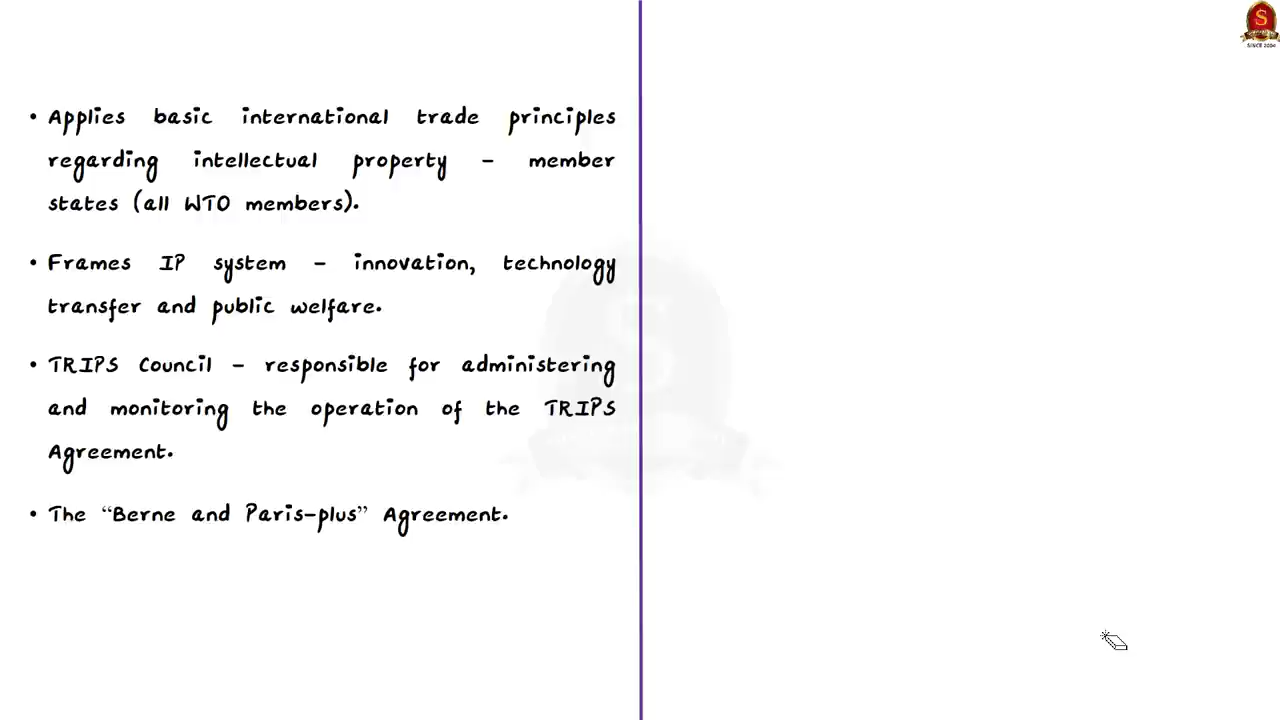 • Applies basic international trade principles
regarding intellectual property – member
states (all WTO members).
• Frames IP system – innovation, technology
transfer and public welfare.
• TRIPS Council – responsible for administering
and monitoring the operation of the TRIPS
Agreement.
• The “Berne and Paris-plus” Agreement.
S
SINCE 2004